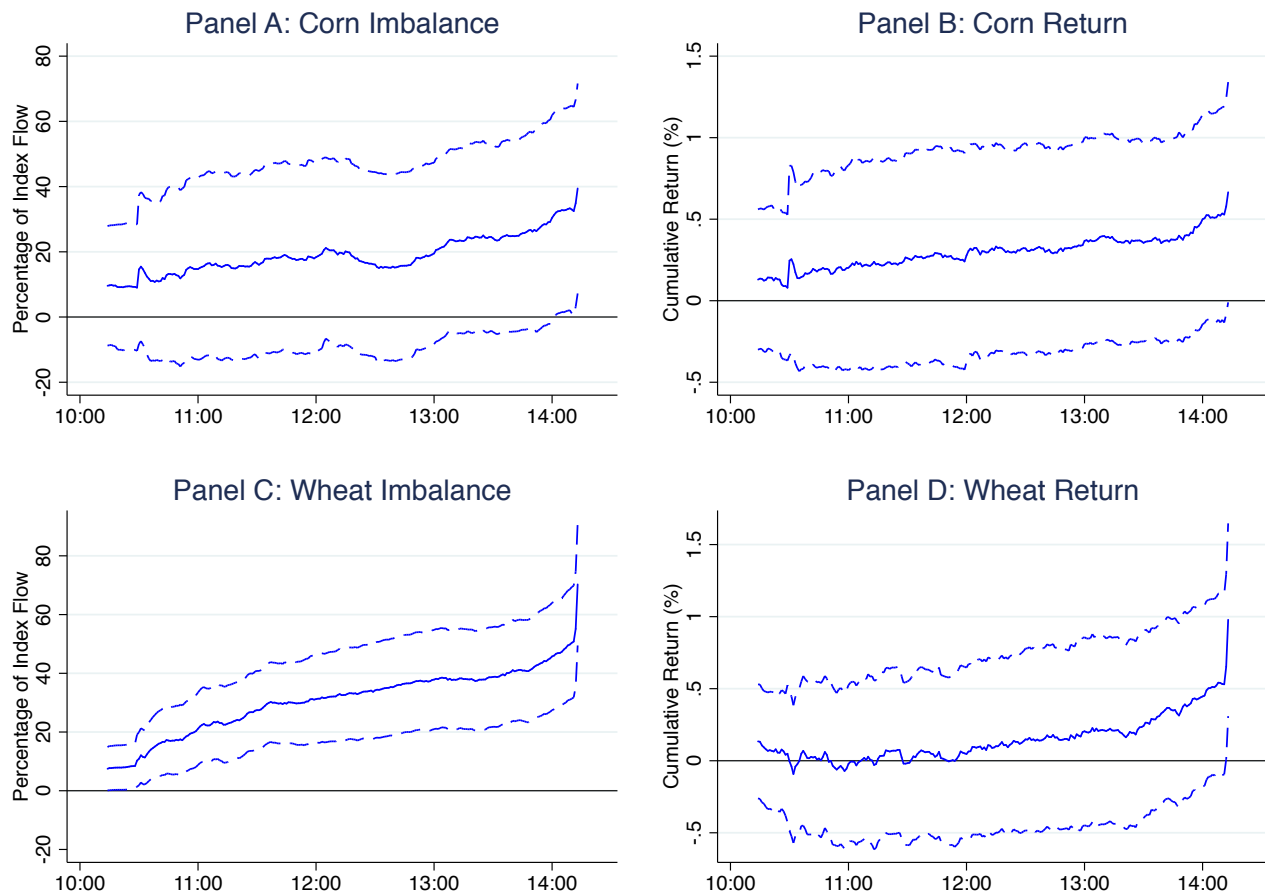 Panel A: Corn Imbalance
Percentage of Index Flow
80
60
40
20
0
-20
10:00 11:00 12:00 13:00 14:00
Panel B: Corn Return
Cumulative Return (%)
1.5
1
.5
0
-.5
10:00 11:00 12:00 13:00 14:00
Panel C: Wheat Imbalance
Percentage of Index Flow
80
60
40
20
0
-20
10:00 11:00 12:00 13:00 14:00
Panel D: Wheat Return
Cumulative Return (%)
1.5
1
.5
0
-.5
10:00 11:00 12:00 13:00 14:00